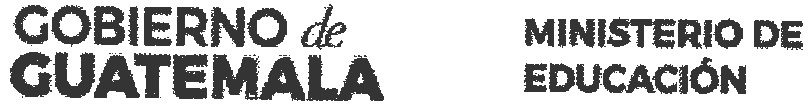 GOBIERNO de
GUATEMALA
MINISTERIO DE
EDUCACIÓN